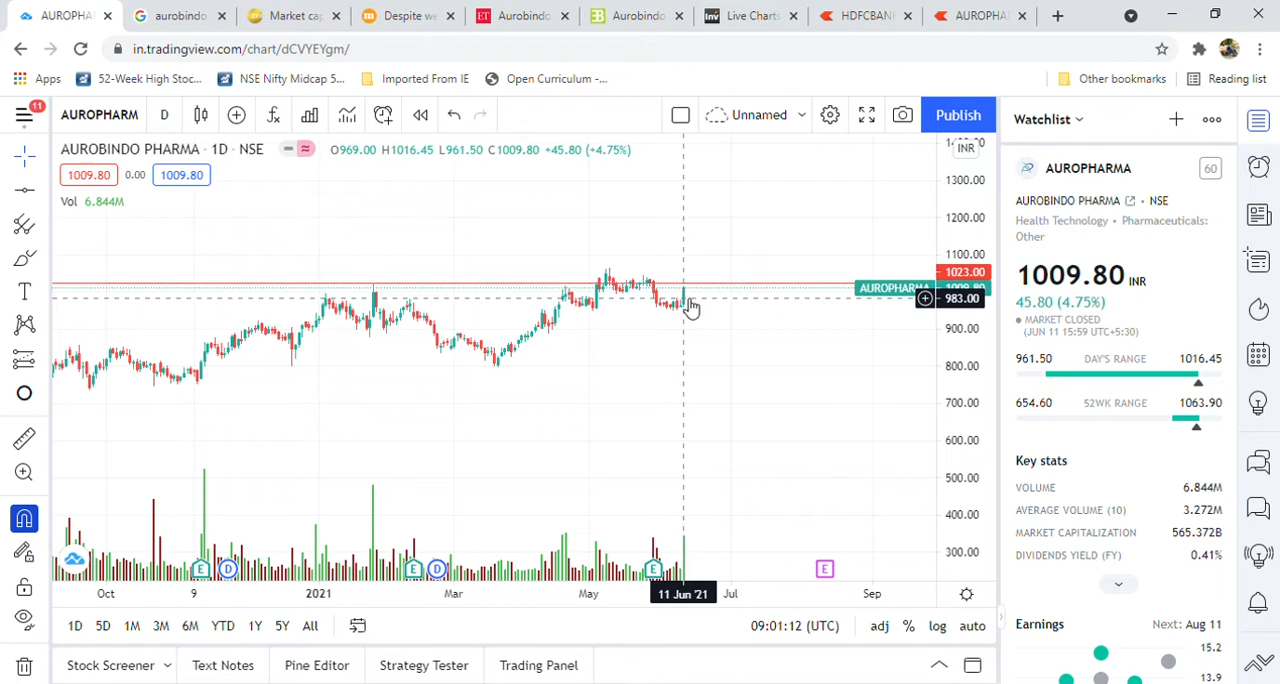 AUROPHA
aurobindo
Market ca
Despite we
ET Aurobindo
Aurobindo
Inv Live Charts
HDFCBAN
AUROPHA
in.tradingview.com/chart/dCVYEYgm/
Apps
52-Week High Stoc...
NSE Nifty Midcap 5...
Imported From IE
Open Curriculum -...
Other bookmarks
Reading list
11
AUROPHARM
D
Unnamed
Publish
Watchlist
AUROBINDO PHARMA · 1D · NSE
O969.00 H1016.45 L961.50 C1009.80 +45.80 (+4.75%)
INR
1009.80 0.00 1009.80
Vol 6.844M
1300.00
1200.00
1100.00
1023.00
AUROPHARMA 1009.80
983.00
900.00
800.00
700.00
600.00
500.00
400.00
300.00
E D E D E E
Oct 9 2021 Mar May 11 Jun '21 Jul Sep
1D 5D 1M 3M 6M YTD 1Y 5Y All
09:01:12 (UTC)
adj % log auto
Stock Screener
Text Notes
Pine Editor
Strategy Tester
Trading Panel
AUROPHARMA
60
AUROBINDO PHARMA · NSE
Health Technology • Pharmaceuticals:
Other
1009.80 INR
45.80 (4.75%)
MARKET CLOSED
(JUN 11 15:59 UTC+5:30)
961.50 DAY'S RANGE 1016.45
654.60 52WK RANGE 1063.90
Key stats
VOLUME 6.844M
AVERAGE VOLUME (10) 3.272M
MARKET CAPITALIZATION 565.372B
DIVIDENDS YIELD (FY) 0.41%
Earnings
Next: Aug 11
15.2
13.9